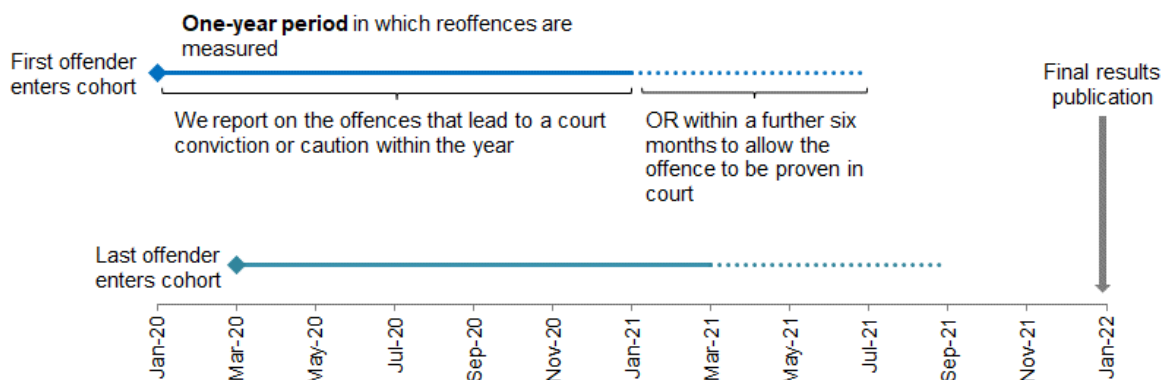 One-year period in which reoffences are
measured
First offender
enters cohort
Final results
publication
We report on the offences that lead to a court
conviction or caution within the year
OR within a further six
months to allow the
offence to be proven in
court
Last offender
enters cohort
Jan-20
Mar-20
May-20
Jul-20
Sep-20
Nov-20
Jan-21
Mar-21
May-21
Jul-21
Sep-21
Nov-21
Jan-22